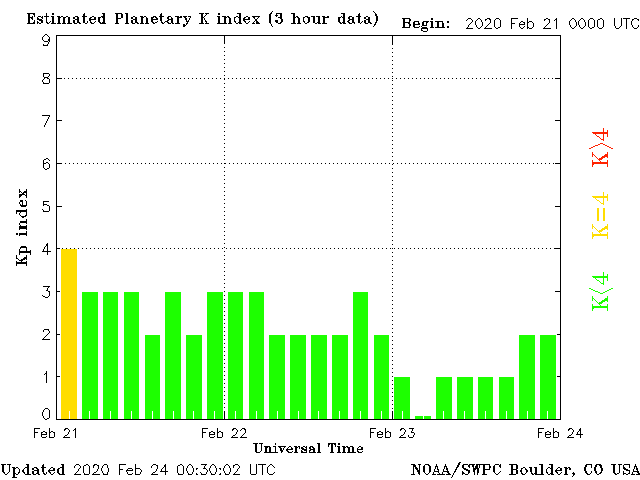 Estimated Planetary K index (3 hour data) Begin: 2020 Feb 21 0000 UTC
9
8
7
6
5
4
3
2
1
0
Kp index
K>4
K=4
K<4
Feb 21 Feb 22 Feb 23 Feb 24
Universal Time
Updated 2020 Feb 24 00:30:02 UTC NOAA/SWPC Boulder, CO USA